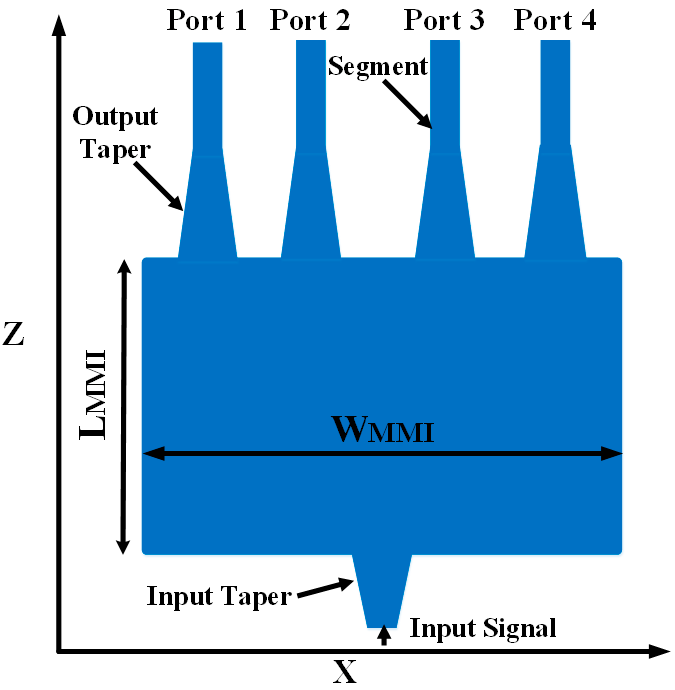 Port 1 Port 2 Port 3 Port 4
Segment
Output
Taper
Z
LMMI
WMMI
Input Taper
Input Signal
X